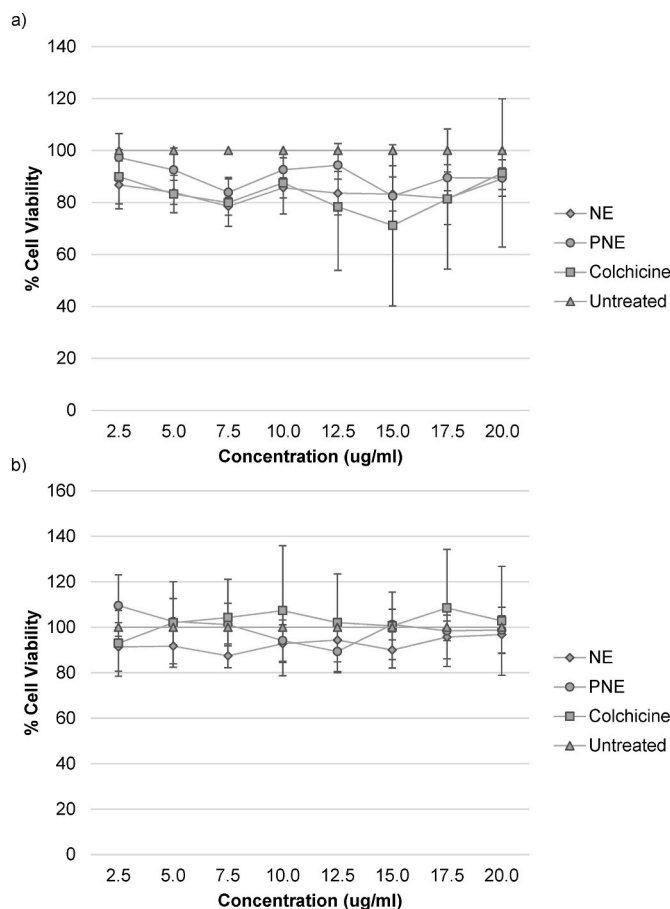 a)
140
120
100
80
60
40
20
0
% Cell Viability
2.5 5.0 7.5 10.0 12.5 15.0 17.5 20.0
Concentration (ug/ml)
NE
PNE
Colchicine
Untreated
b)
160
140
120
100
80
60
40
20
0
% Cell Viability
2.5 5.0 7.5 10.0 12.5 15.0 17.5 20.0
Concentration (ug/ml)
NE
PNE
Colchicine
Untreated